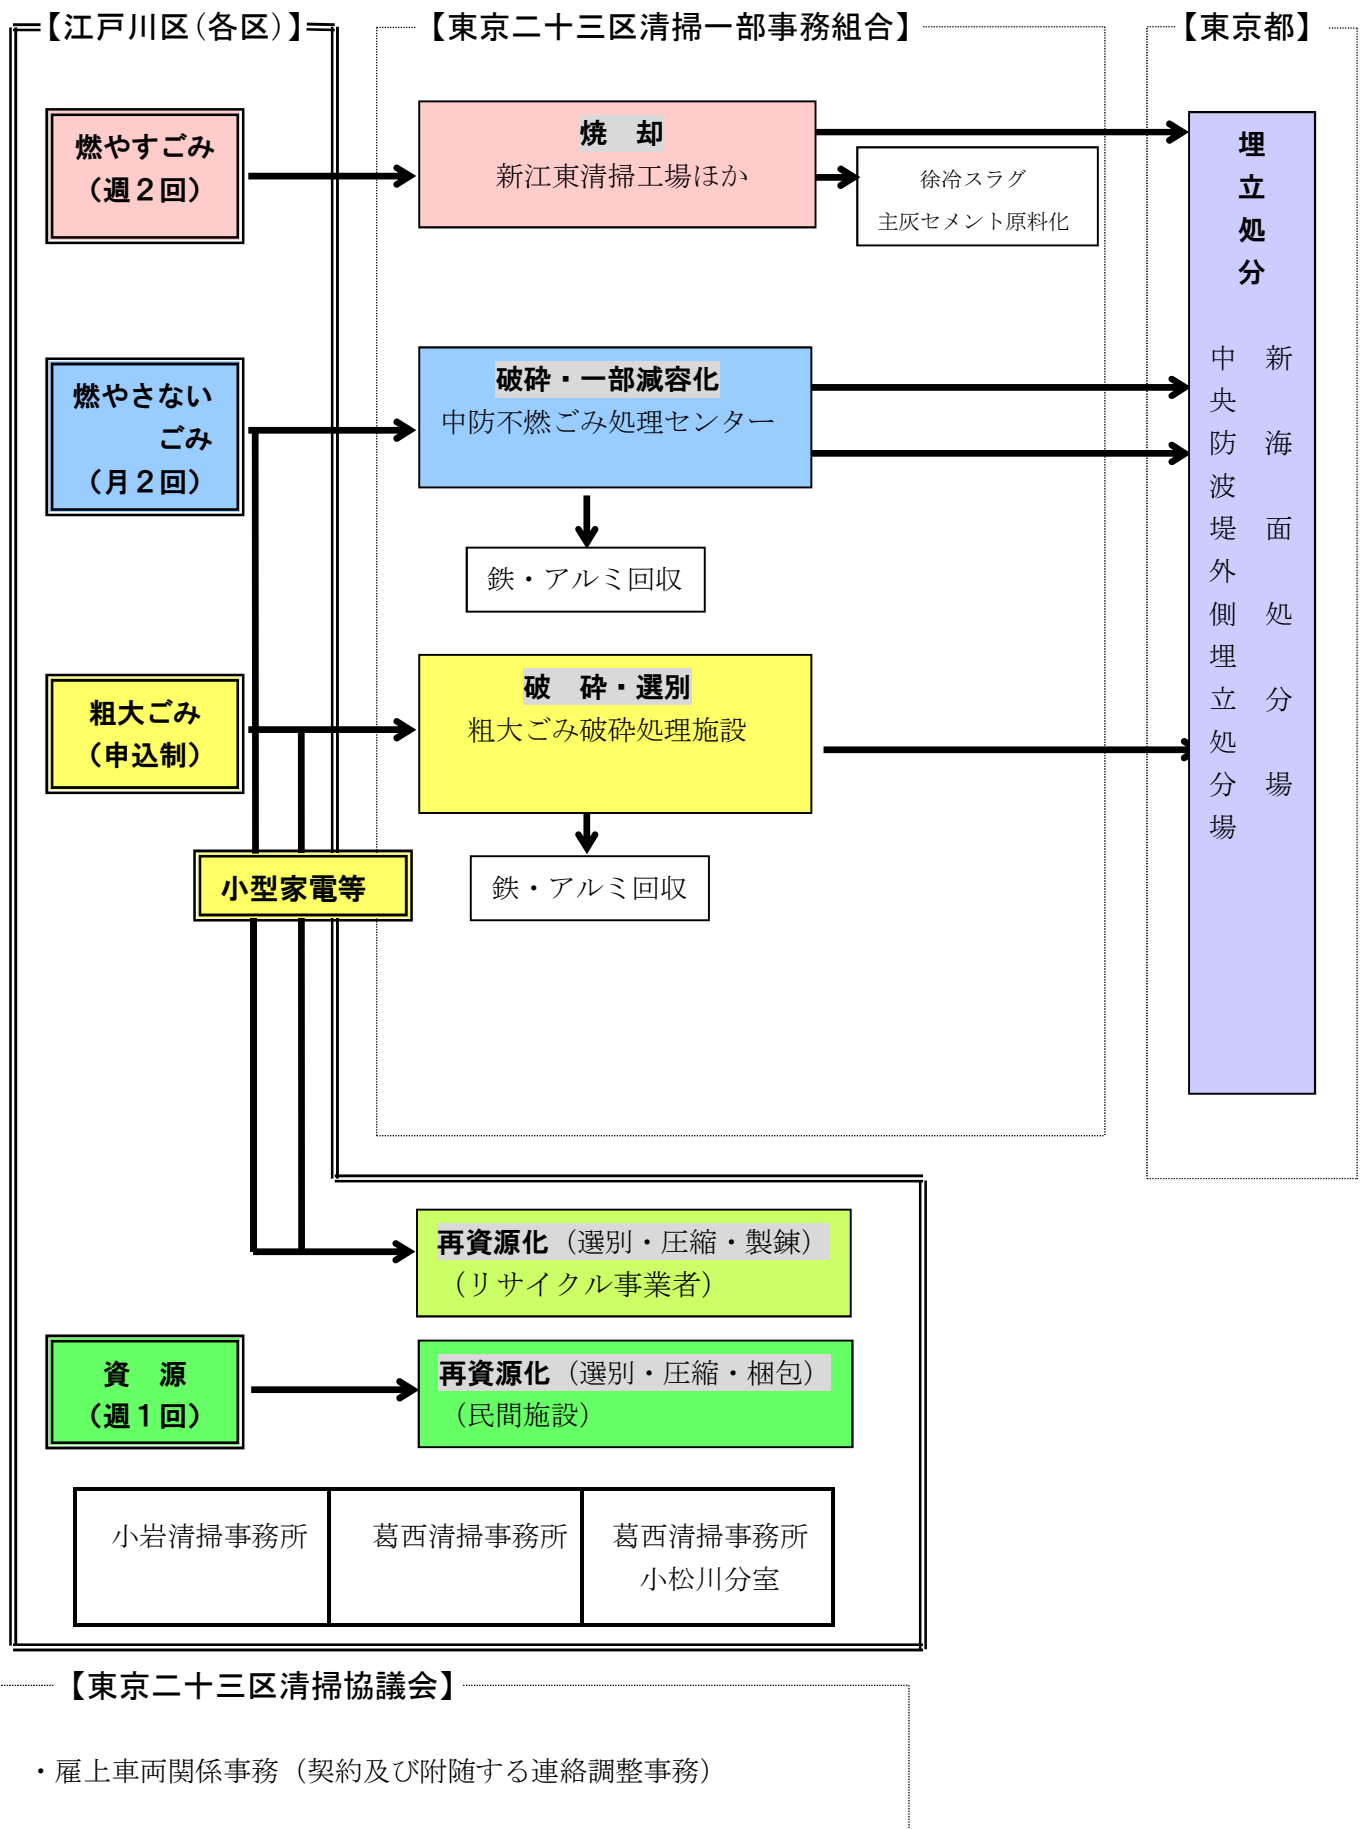 【江戸川区(各区)】
【東京二十三区清掃一部事務組合】
【東京都】
燃やすごみ
（週２回）
焼　却
新江東清掃工場ほか
徐冷スラグ
主灰セメント原料化
埋立処分
中央防波堤外側埋立処分場
新海面処分場
燃やさない
ごみ
（月２回）
破砕・一部減容化
中防不燃ごみ処理センター
鉄・アルミ回収
粗大ごみ
（申込制）
破　砕・選別
粗大ごみ破砕処理施設
鉄・アルミ回収
小型家電等
再資源化（選別・圧縮・製錬）
（リサイクル事業者）
資　源
（週１回）
再資源化（選別・圧縮・梱包）
（民間施設）
小岩清掃事務所
葛西清掃事務所
葛西清掃事務所
小松川分室
【東京二十三区清掃協議会】
・雇上車両関係事務（契約及び附随する連絡調整事務）